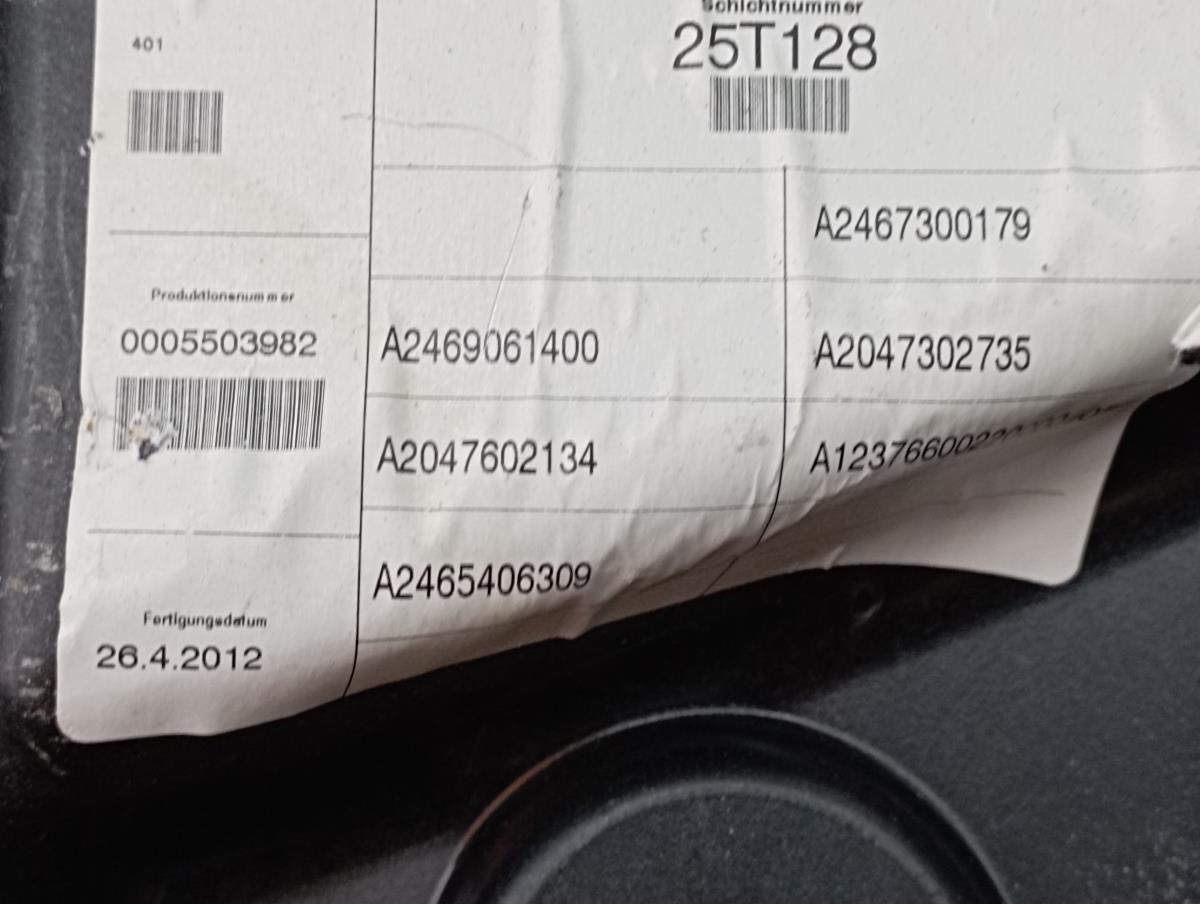 401
Schichtnummer
25T128
Produktionsnummer
0005503982
Fertigungsdatum
26.4.2012
A2469061400
A2047602134
A2465406309
A2467300179
A2047302735